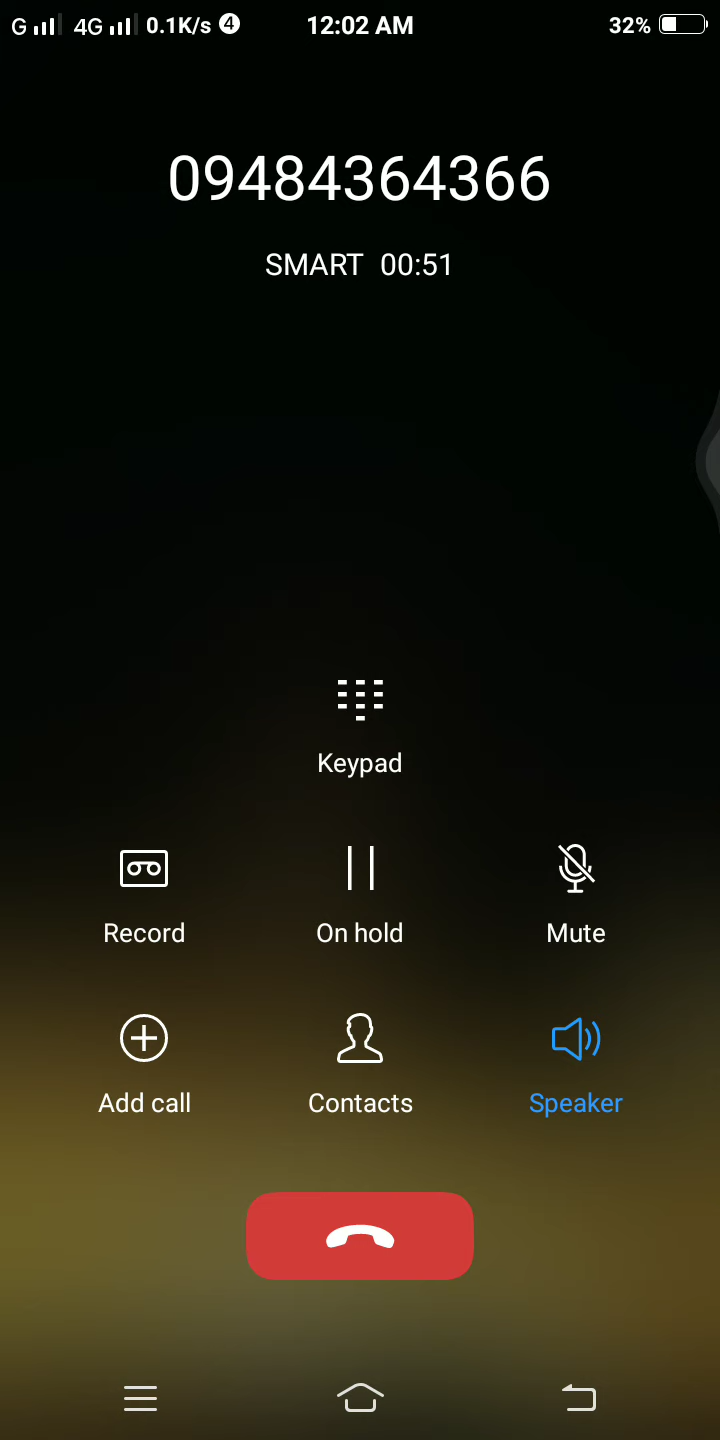 G 4G 0.1K/s 4 12:02 AM 32%
09484364366
SMART 00:51
Keypad
Record On hold Mute
Add call Contacts Speaker